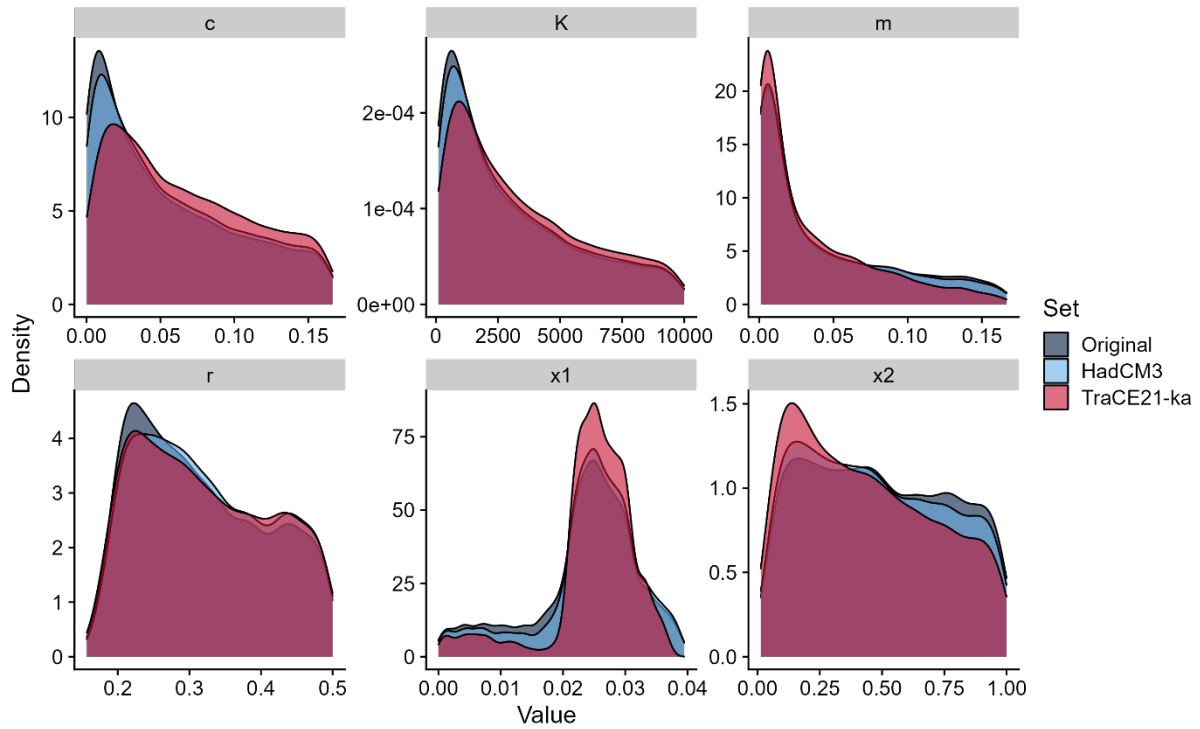 c
K
m
10
5
0
0.00 0.05 0.10 0.15
2e-04
1e-04
0e+00
0 2500 5000 7500 10000
20
15
10
5
0
0.00 0.05 0.10 0.15
Density
r
x1
x2
4
3
2
1
0
0.2 0.3 0.4 0.5
75
50
25
0
0.00 0.01 0.02 0.03 0.04
1.5
1.0
0.5
0.0
0.00 0.25 0.50 0.75 1.00
Value
Set
Original
HadCM3
TraCE21-ka